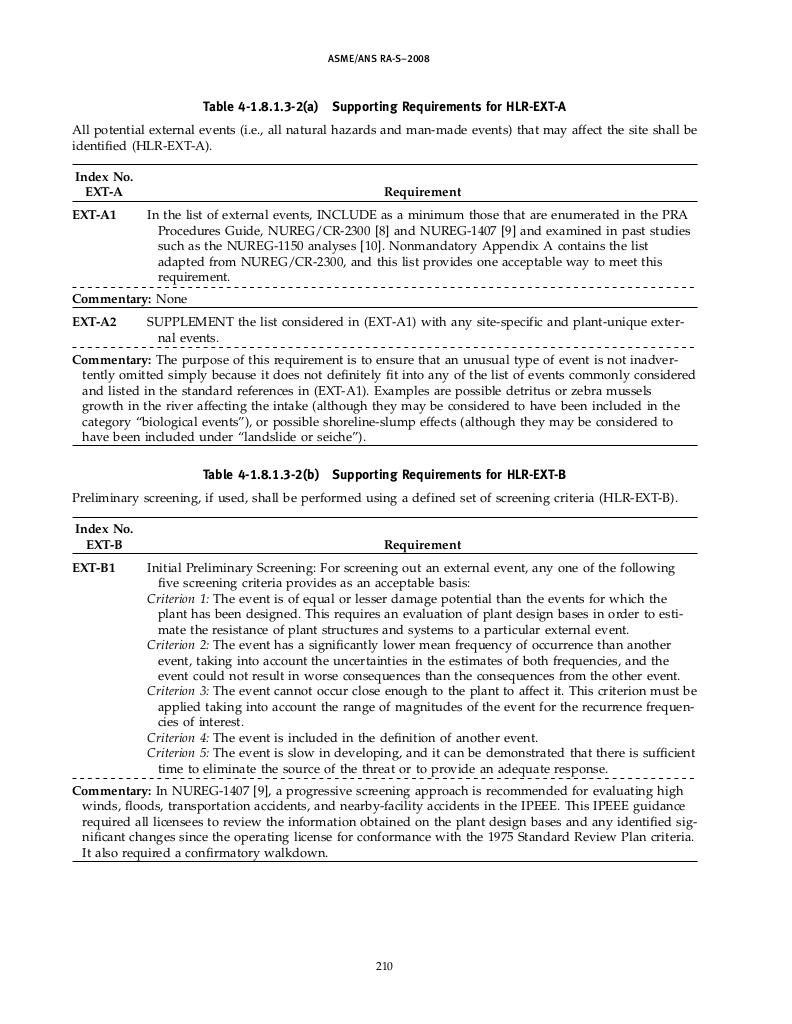 ASME/ANS RA-S–2008
Table 4-1.8.1.3-2(a) Supporting Requirements for HLR-EXT-A
All potential external events (i.e., all natural hazards and man-made events) that may affect the site shall be
identified (HLR-EXT-A).
Index No.
EXT-A Requirement
EXT-A1 In the list of external events, INCLUDE as a minimum those that are enumerated in the PRA
Procedures Guide, NUREG/CR-2300 [8] and NUREG-1407 [9] and examined in past studies
such as the NUREG-1150 analyses [10]. Nonmandatory Appendix A contains the list
adapted from NUREG/CR-2300, and this list provides one acceptable way to meet this
requirement.
Commentary: None
EXT-A2 SUPPLEMENT the list considered in (EXT-A1) with any site-specific and plant-unique exter-
nal events.
Commentary: The purpose of this requirement is to ensure that an unusual type of event is not inadver-
tently omitted simply because it does not definitely fit into any of the list of events commonly considered
and listed in the standard references in (EXT-A1). Examples are possible detritus or zebra mussels
growth in the river affecting the intake (although they may be considered to have been included in the
category “biological events”), or possible shoreline-slump effects (although they may be considered to
have been included under “landslide or seiche”).
Table 4-1.8.1.3-2(b) Supporting Requirements for HLR-EXT-B
Preliminary screening, if used, shall be performed using a defined set of screening criteria (HLR-EXT-B).
Index No.
EXT-B Requirement
EXT-B1 Initial Preliminary Screening: For screening out an external event, any one of the following
five screening criteria provides as an acceptable basis:
Criterion 1: The event is of equal or lesser damage potential than the events for which the
plant has been designed. This requires an evaluation of plant design bases in order to esti-
mate the resistance of plant structures and systems to a particular external event.
Criterion 2: The event has a significantly lower mean frequency of occurrence than another
event, taking into account the uncertainties in the estimates of both frequencies, and the
event could not result in worse consequences than the consequences from the other event.
Criterion 3: The event cannot occur close enough to the plant to affect it. This criterion must be
applied taking into account the range of magnitudes of the event for the recurrence frequen-
cies of interest.
Criterion 4: The event is included in the definition of another event.
Criterion 5: The event is slow in developing, and it can be demonstrated that there is sufficient
time to eliminate the source of the threat or to provide an adequate response.
Commentary: In NUREG-1407 [9], a progressive screening approach is recommended for evaluating high
winds, floods, transportation accidents, and nearby-facility accidents in the IPEEE. This IPEEE guidance
required all licensees to review the information obtained on the plant design bases and any identified sig-
nificant changes since the operating license for conformance with the 1975 Standard Review Plan criteria.
It also required a confirmatory walkdown.
210